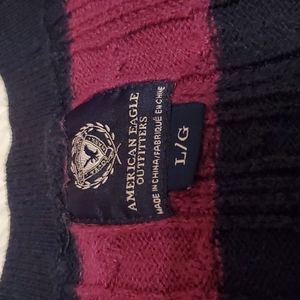 AMERICAN EAGLE
OUTFITTERS
MADE IN CHINA/FABRIQUÉ EN CHINE
L/G